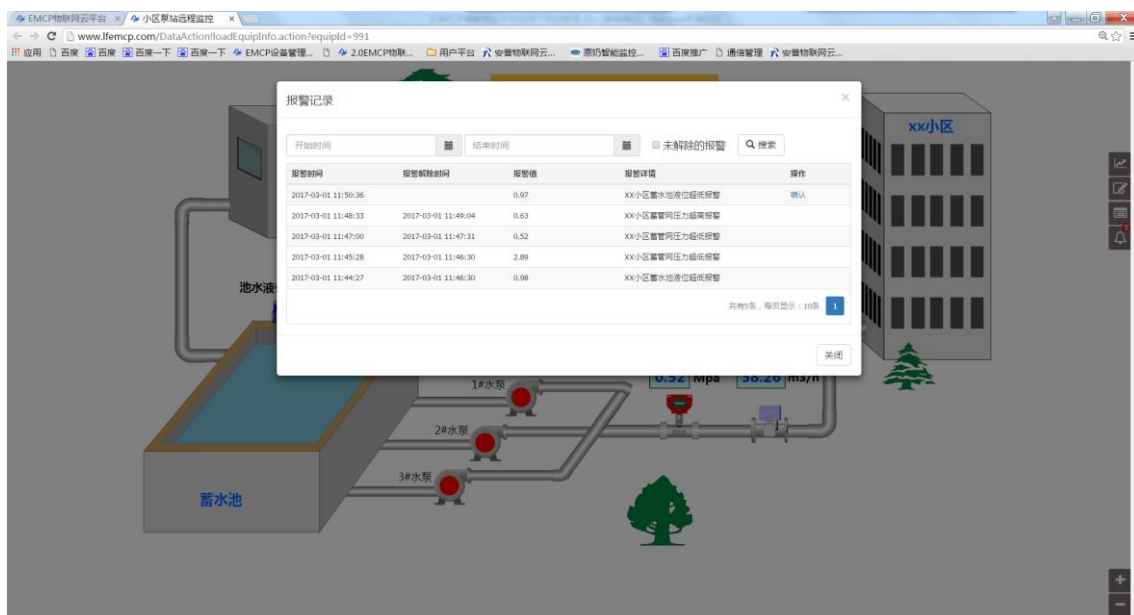 EMCP物联网云平台 小区泵站远程监控
www.lfemcp.com/DataAction!loadEquipInfo.action?equipId=991
应用 百度 百度 百度一下 百度一下 EMCP设备管理... 2.0EMCP物联... 用户平台 安普物联网云... 原奶智能监控... 百度推广 通信管理 安普物联网云...
报警记录 ×
开始时间 结束时间 未解除的报警 搜索
报警时间 报警解除时间 报警值 报警详情 操作
2017-03-01 11:50:36 0.97 XX小区蓄水池液位超低报警 确认
2017-03-01 11:48:33 2017-03-01 11:49:04 0.63 XX小区蓄管网压力超高报警
2017-03-01 11:47:00 2017-03-01 11:47:31 0.52 XX小区蓄管网压力超低报警
2017-03-01 11:45:28 2017-03-01 11:46:30 2.89 XX小区蓄管网压力超低报警
2017-03-01 11:44:27 2017-03-01 11:46:30 0.98 XX小区蓄水池液位超低报警
共有5条，每页显示：10条 1
关闭
xx小区
池水液
0.52 Mpa 38.26 m3/h
1#水泵
2#水泵
3#水泵
蓄水池